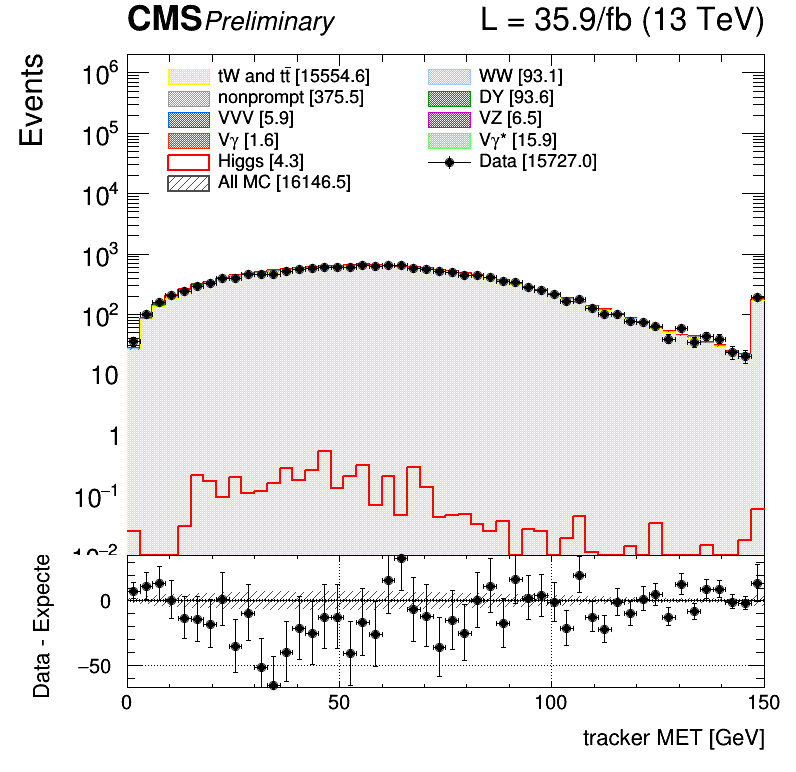 CMS Preliminary L = 35.9/fb (13 TeV)
Events
10⁶
10⁵
10⁴
10³
10²
10
1
10⁻¹
10⁻²
tW and tt̄ [15554.6]
nonprompt [375.5]
VVV [5.9]
Vγ [1.6]
Higgs [4.3]
All MC [16146.5]
WW [93.1]
DY [93.6]
VZ [6.5]
Vγ* [15.9]
Data [15727.0]
Data - Expecte
0
−50
0 50 100 150
tracker MET [GeV]